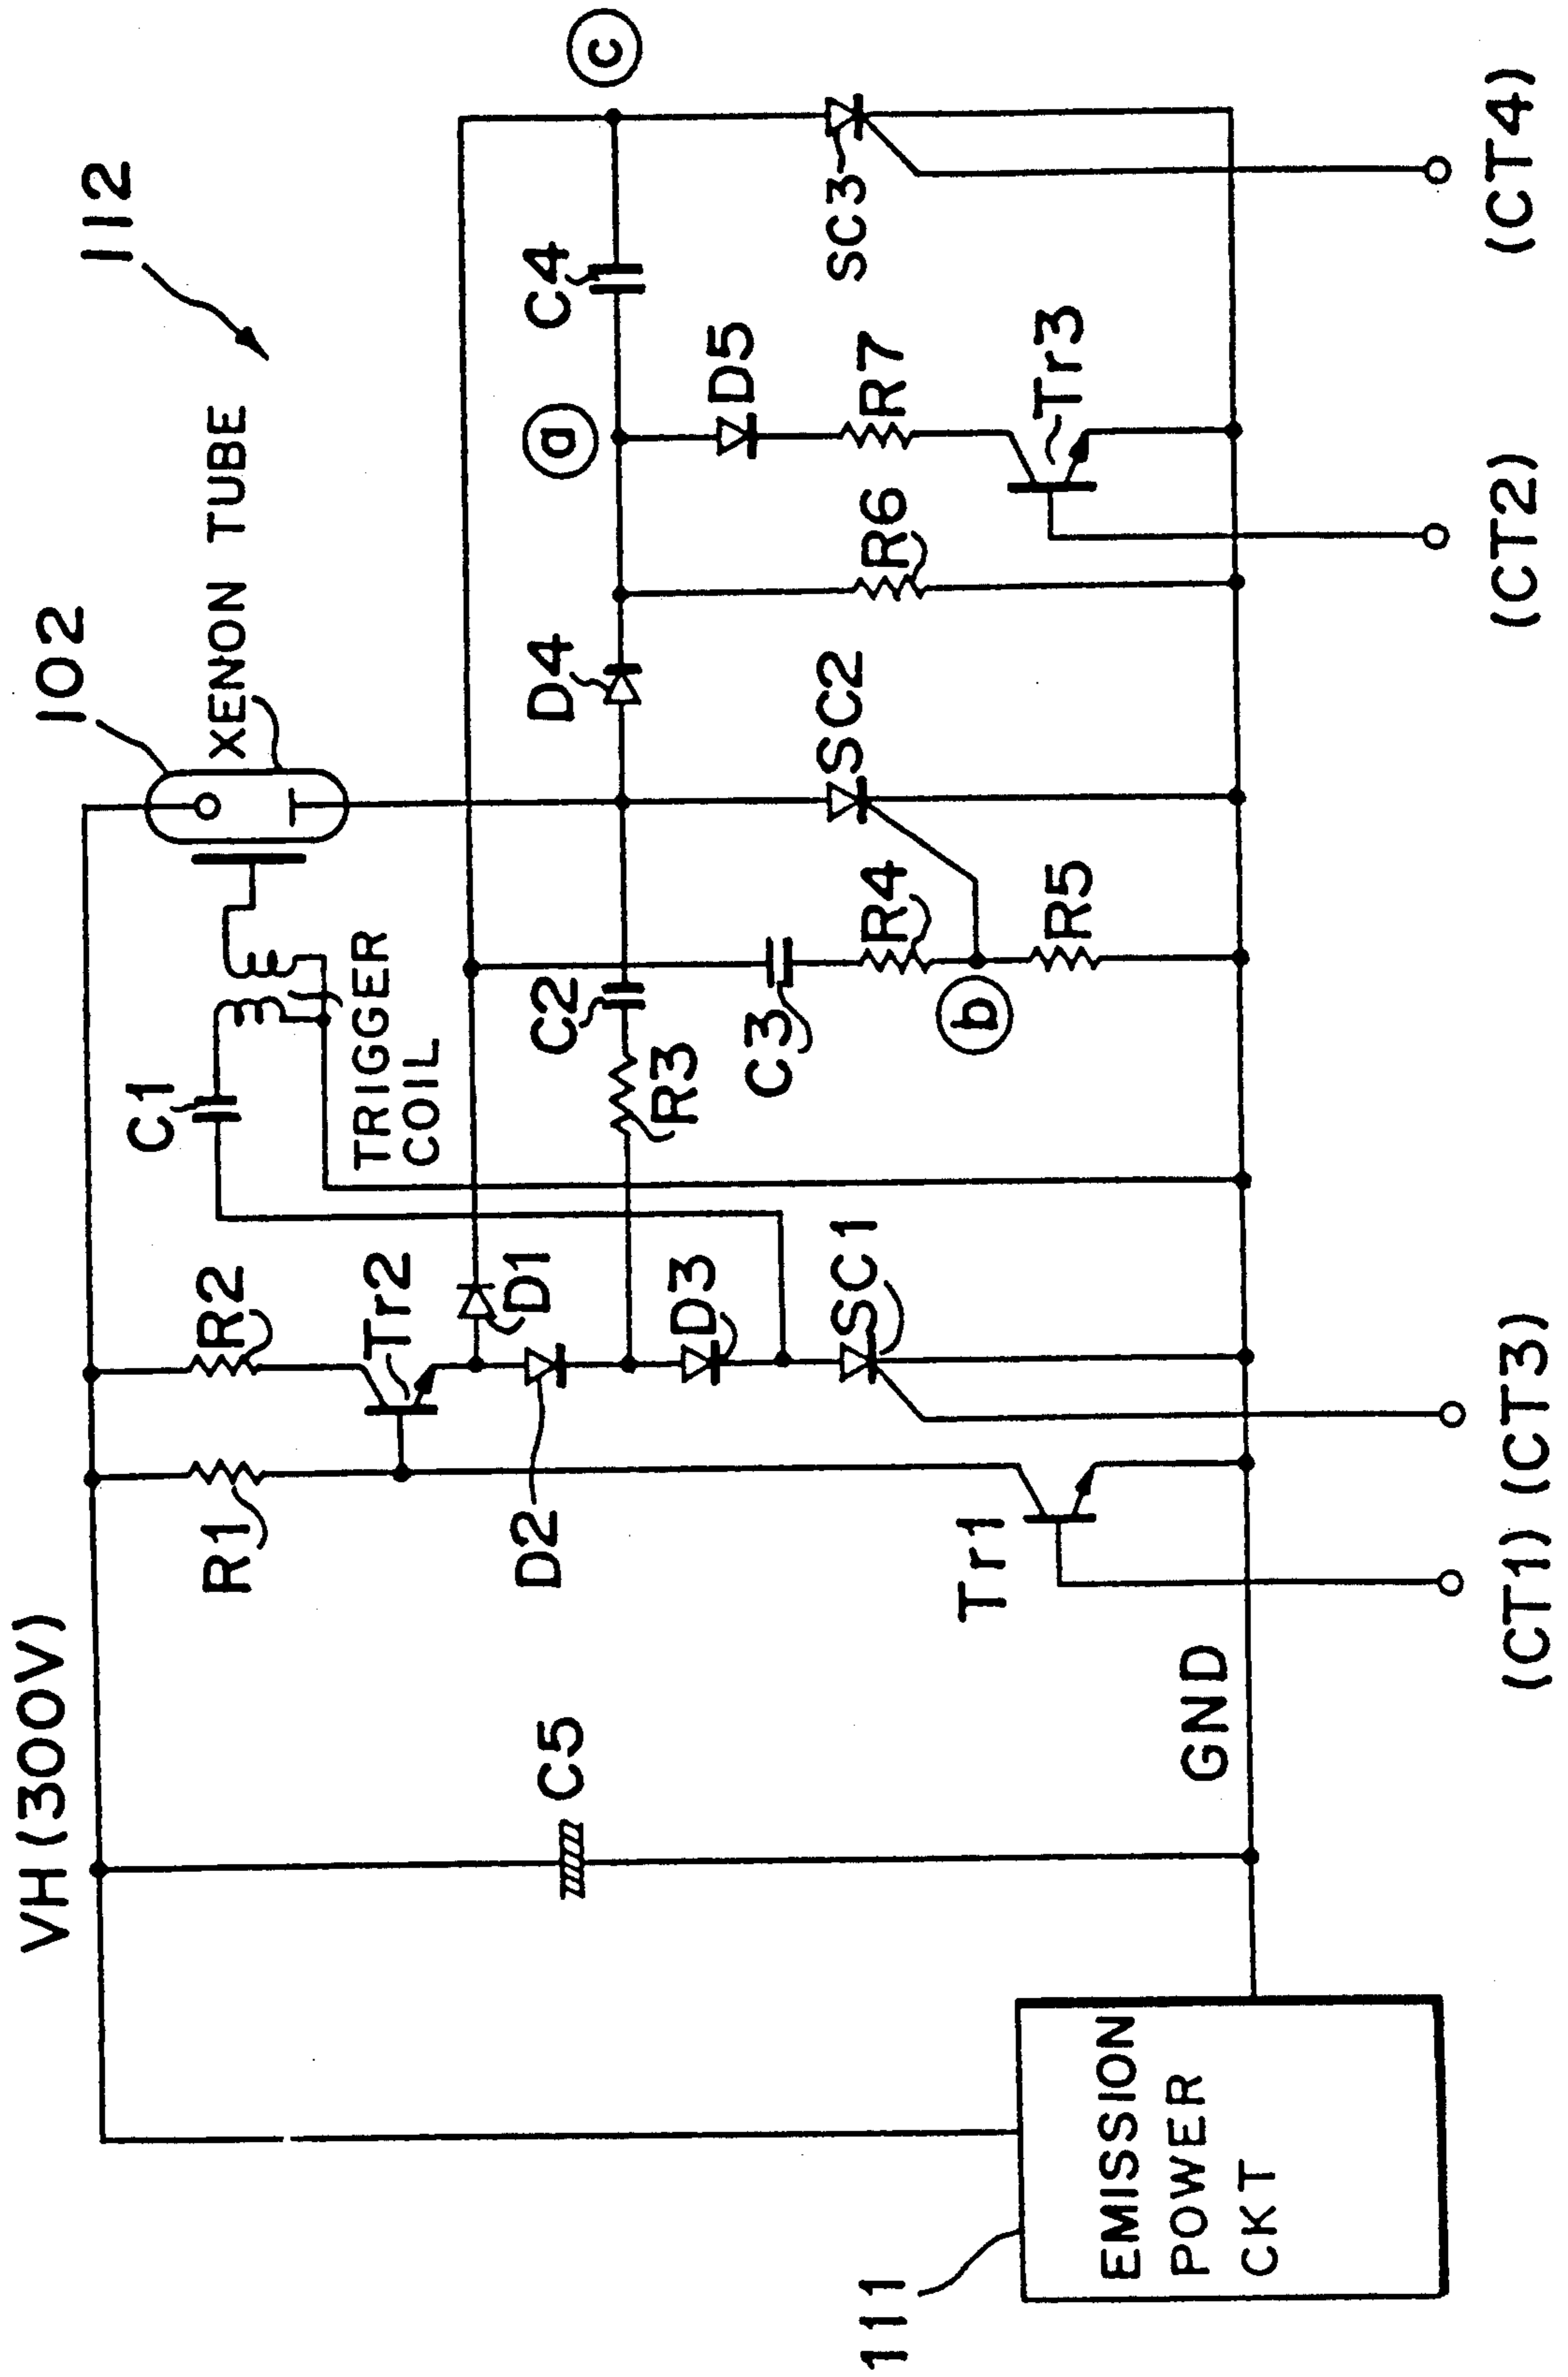 112
102
XENON TUBE
VH(300V)
C1
TRIGGER
COIL
R2
R1
Tr2
D1
D2
C5
C4
ⓒ
ⓐ
D4
C2
R3
D5
D3
C3
R4
SC2
R6
R7
SC3
SC1
ⓑ
R5
Tr3
Tr1
GND
111
EMISSION
POWER
CKT
(CT1)
(CT3)
(CT2)
(CT4)